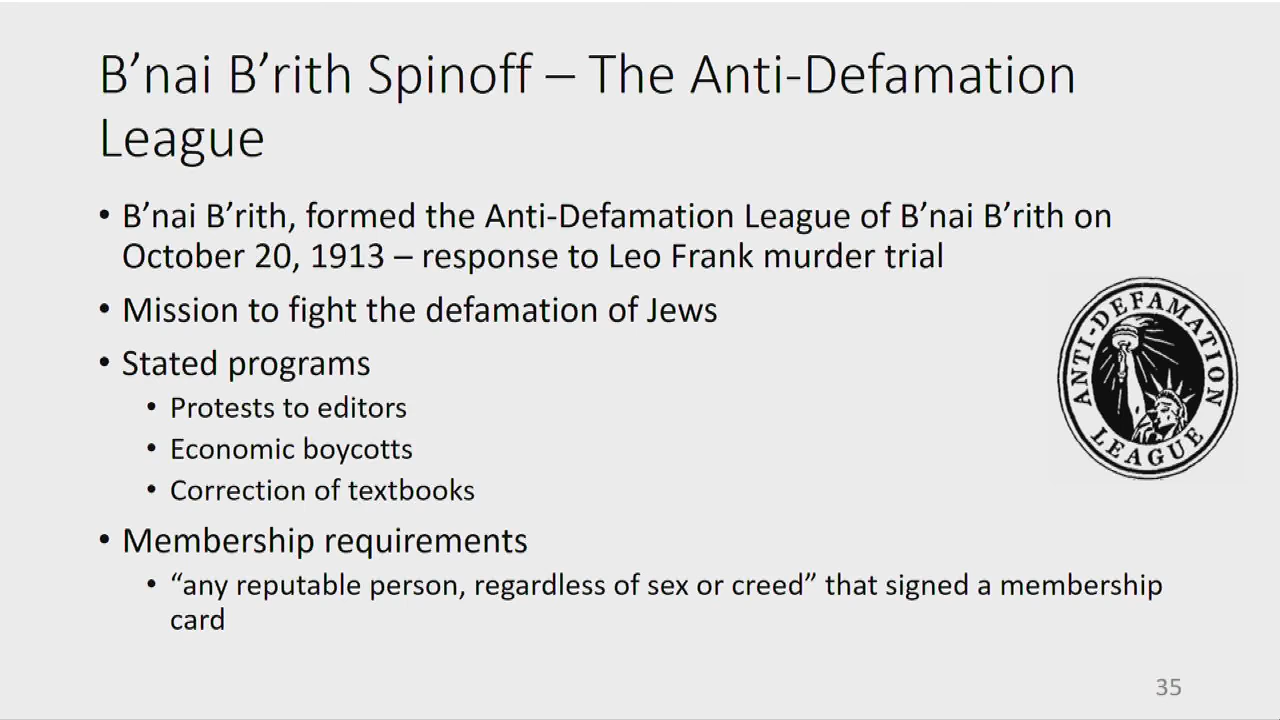 B’nai B’rith Spinoff – The Anti-Defamation
League
• B’nai B’rith, formed the Anti-Defamation League of B’nai B’rith on
October 20, 1913 – response to Leo Frank murder trial
• Mission to fight the defamation of Jews
• Stated programs
• Protests to editors
• Economic boycotts
• Correction of textbooks
• Membership requirements
• “any reputable person, regardless of sex or creed” that signed a membership
card
ANTI-DEFAMATION
LEAGUE
35